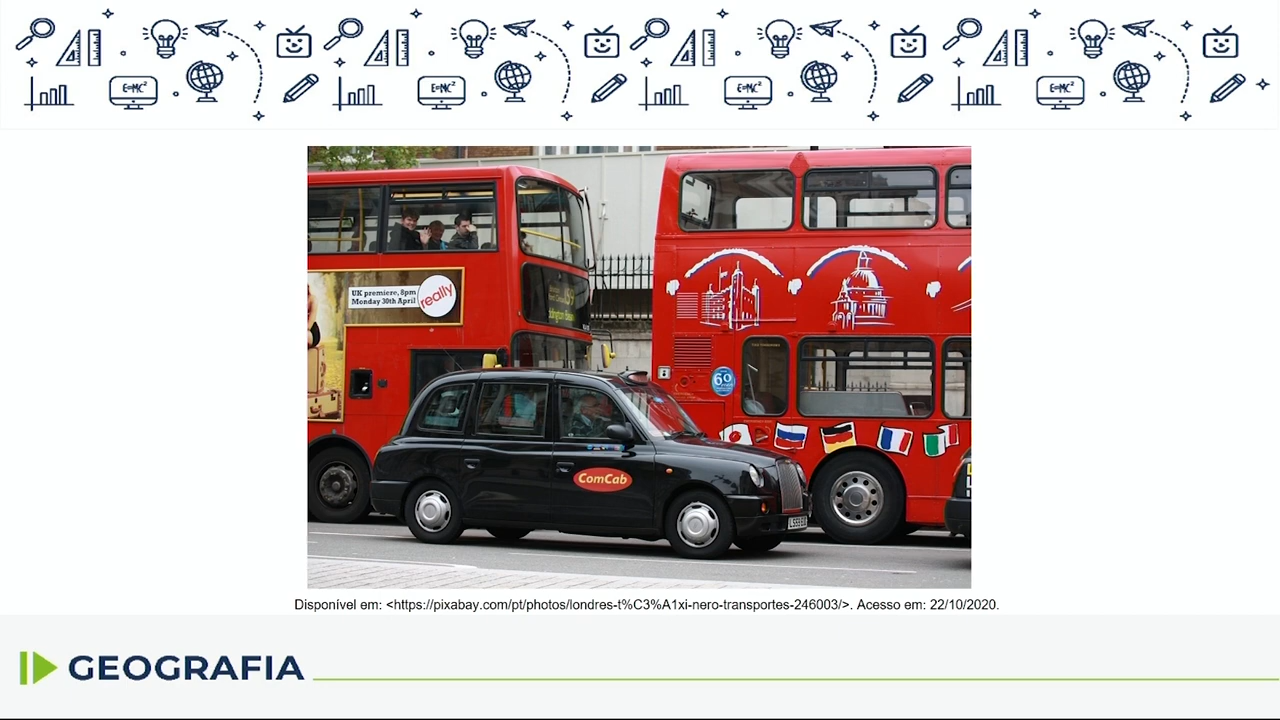 E=MC² E=MC² E=MC² E=MC²
UK premiere, 8pm
Monday 30th April
really
69
ComCab
Disponível em: <https://pixabay.com/pt/photos/londres-t%C3%A1xi-nero-transportes-246003/>. Acesso em: 22/10/2020.
GEOGRAFIA